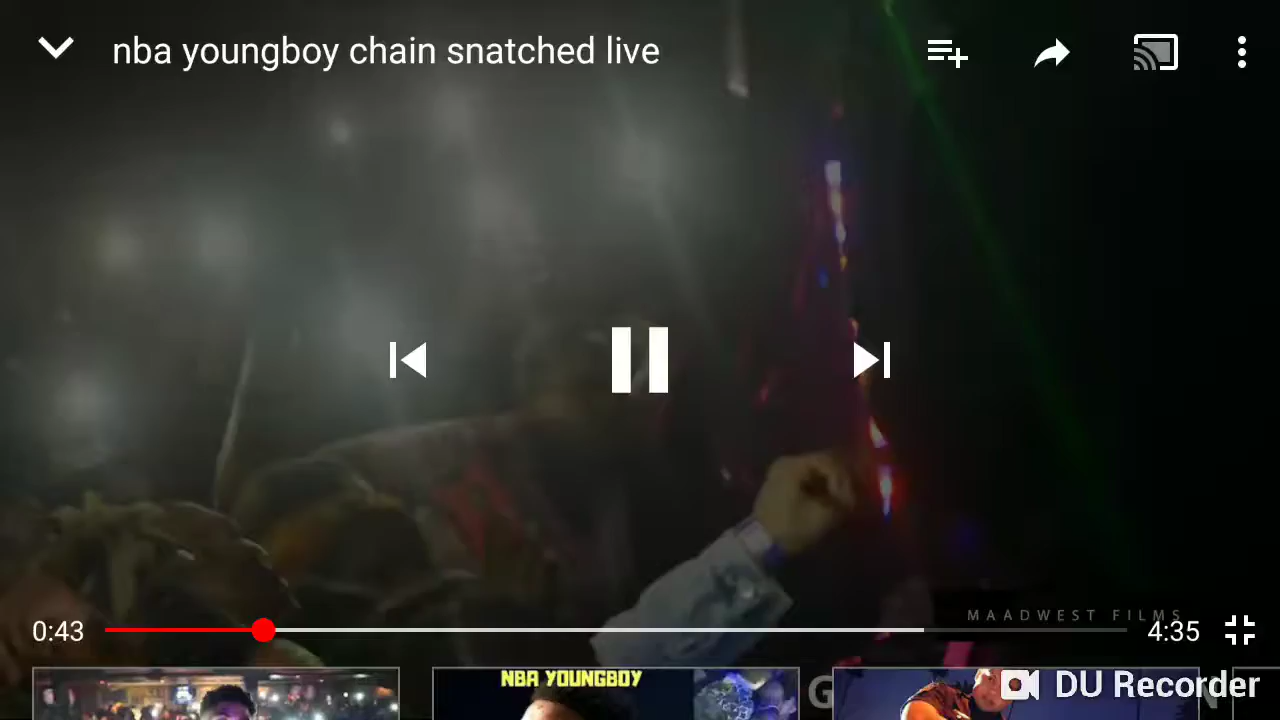 nba youngboy chain snatched live
MAADWEST FILMS
0:43
4:35
NBA YOUNGBOY
DU Recorder